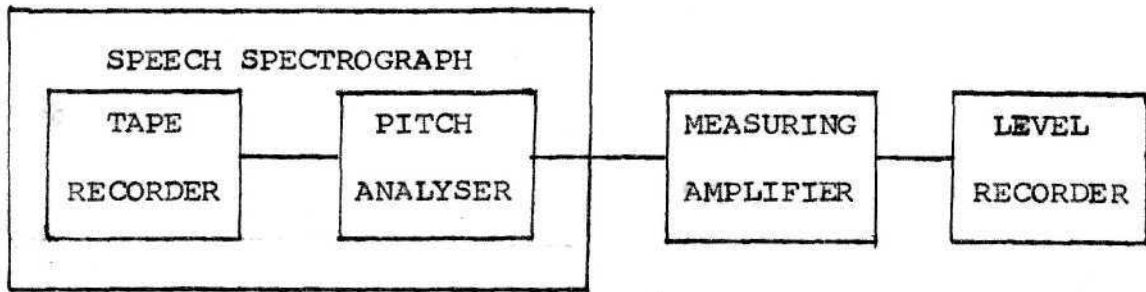 SPEECH SPECTROGRAPH
TAPE
RECORDER
PITCH
ANALYSER
MEASURING
AMPLIFIER
LEVEL
RECORDER